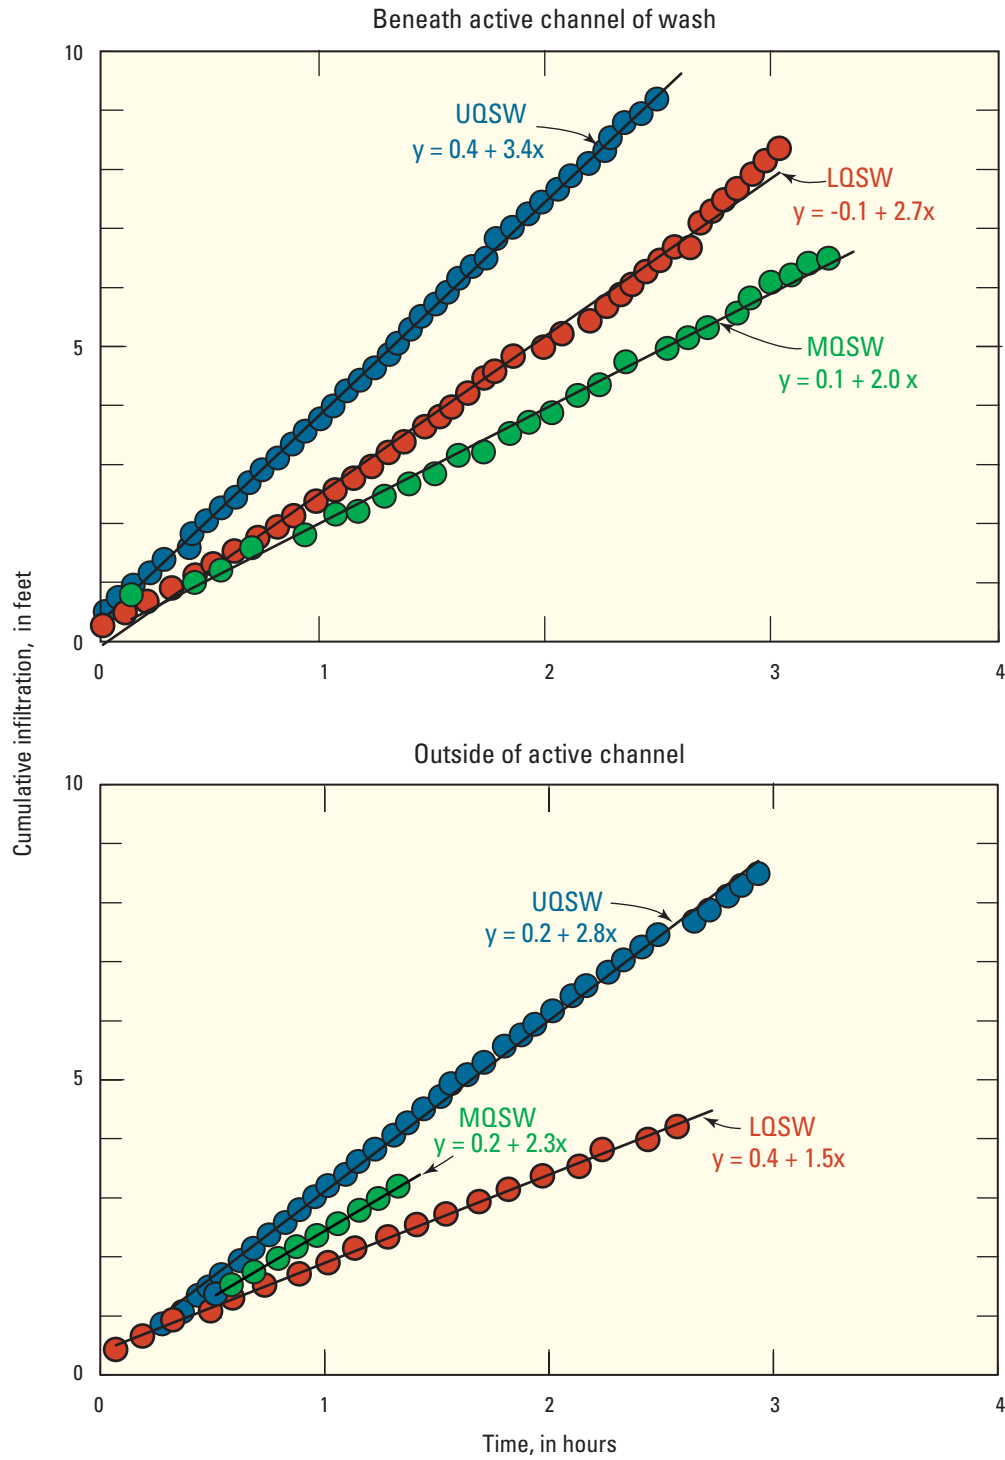 Beneath active channel of wash
10
UQSW
y = 0.4 + 3.4x
LQSW
y = -0.1 + 2.7x
5
MQSW
y = 0.1 + 2.0 x
0
0 1 2 3 4
Cumulative infiltration, in feet
Outside of active channel
10
UQSW
y = 0.2 + 2.8x
5
MQSW
y = 0.2 + 2.3x
LQSW
y = 0.4 + 1.5x
0
0 1 2 3 4
Time, in hours